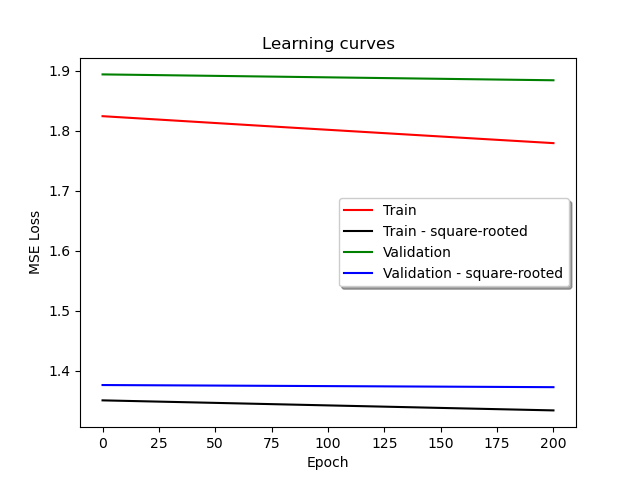 Learning curves
1.9
1.8
1.7
1.6
1.5
1.4
MSE Loss
Train
Train - square-rooted
Validation
Validation - square-rooted
0 25 50 75 100 125 150 175 200
Epoch